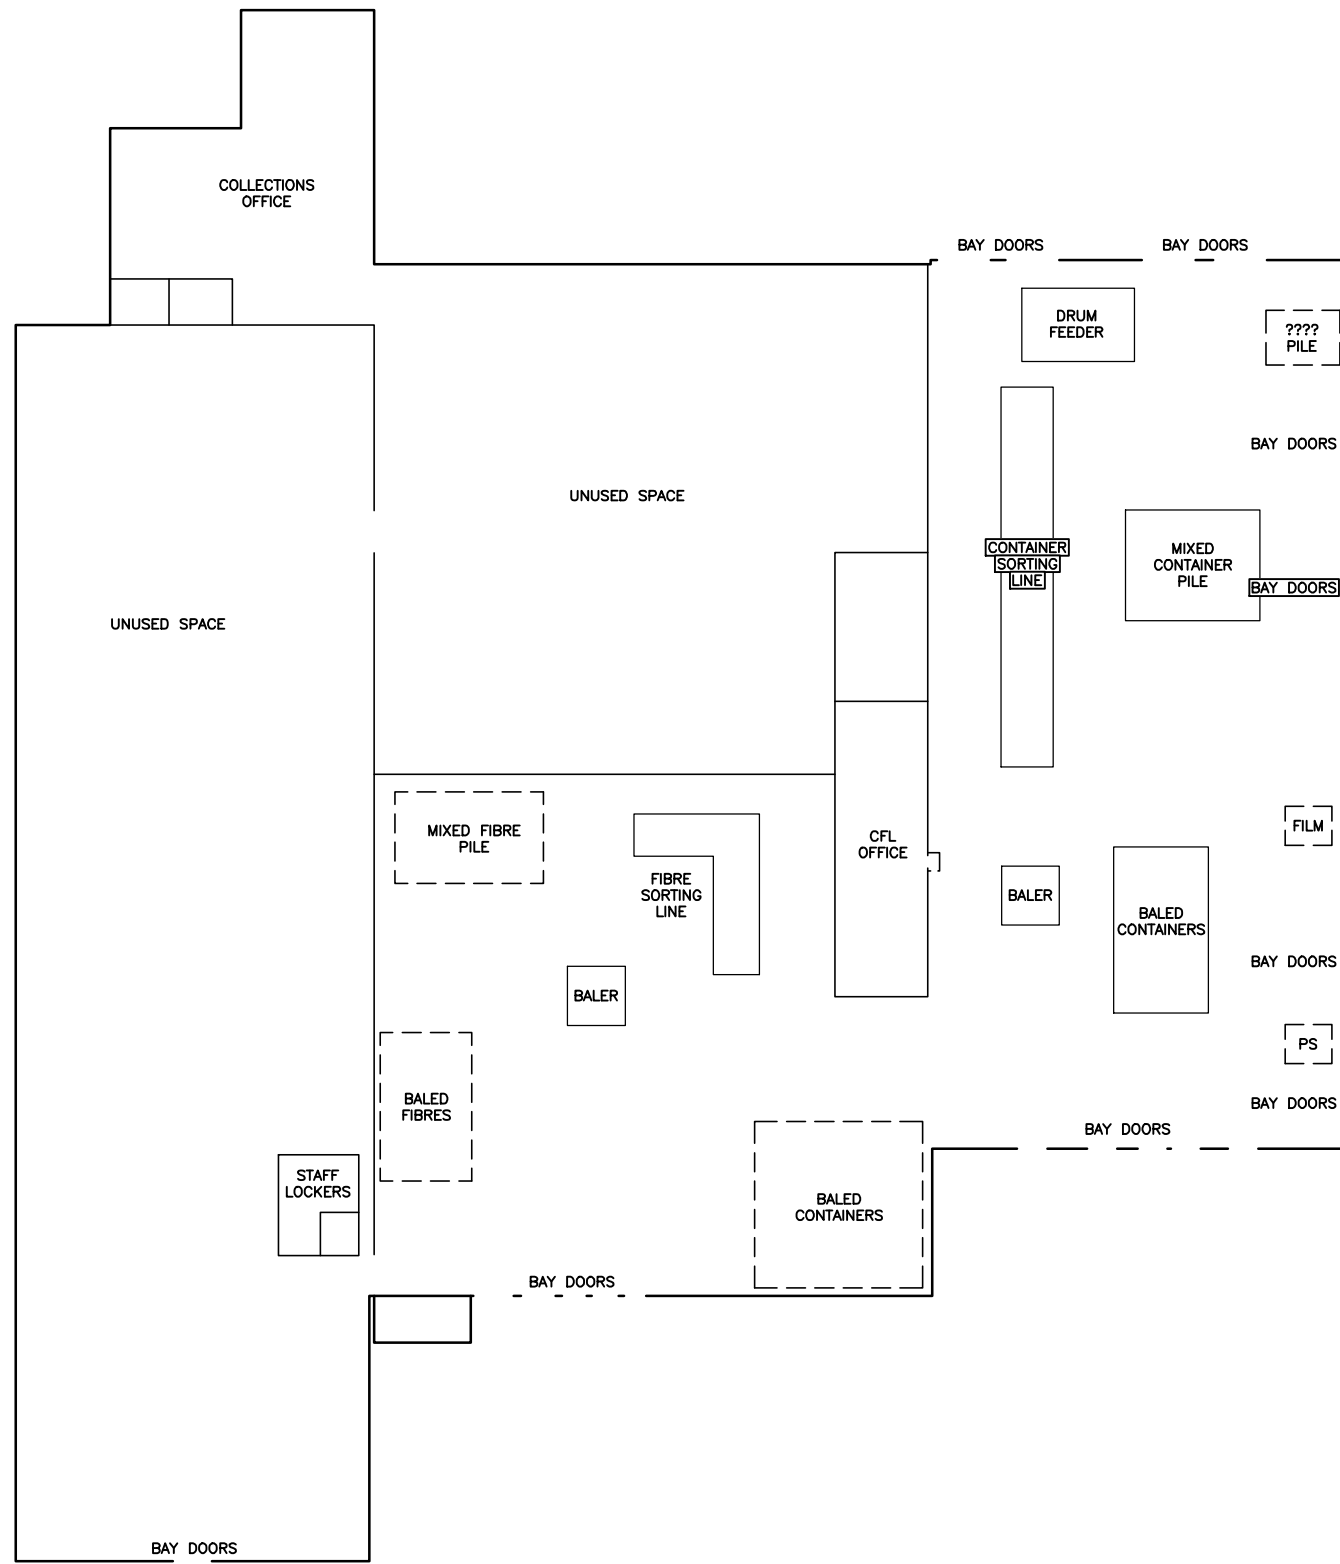 COLLECTIONS
OFFICE
BAY DOORS
BAY DOORS
DRUM
FEEDER
????
PILE
BAY DOORS
UNUSED SPACE
CONTAINER
SORTING
LINE
MIXED
CONTAINER
PILE
BAY DOORS
UNUSED SPACE
MIXED FIBRE
PILE
FIBRE
SORTING
LINE
CFL
OFFICE
FILM
BALER
BALED
CONTAINERS
BAY DOORS
BALER
PS
BALED
FIBRES
BAY DOORS
BAY DOORS
STAFF
LOCKERS
BALED
CONTAINERS
BAY DOORS
BAY DOORS